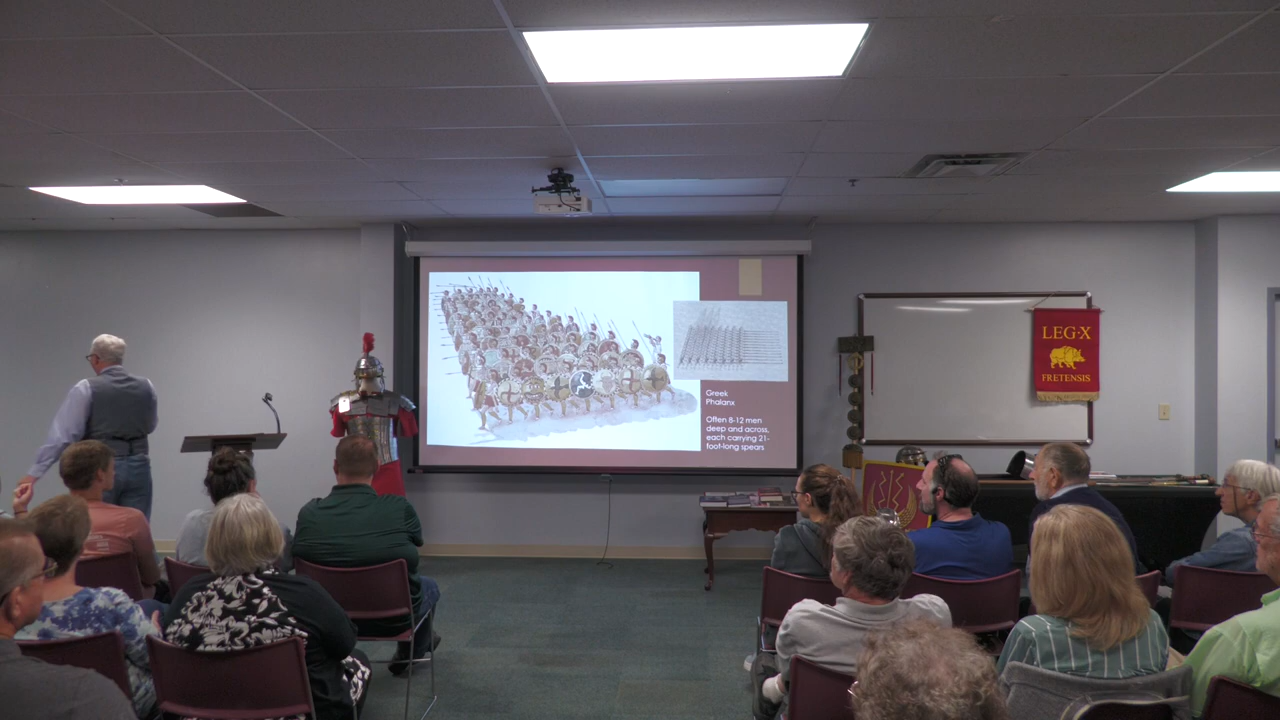 Greek
Phalanx
Often 8-12 men
deep and across,
each carrying 21-
foot-long spears
LEG·X
FRETENSIS